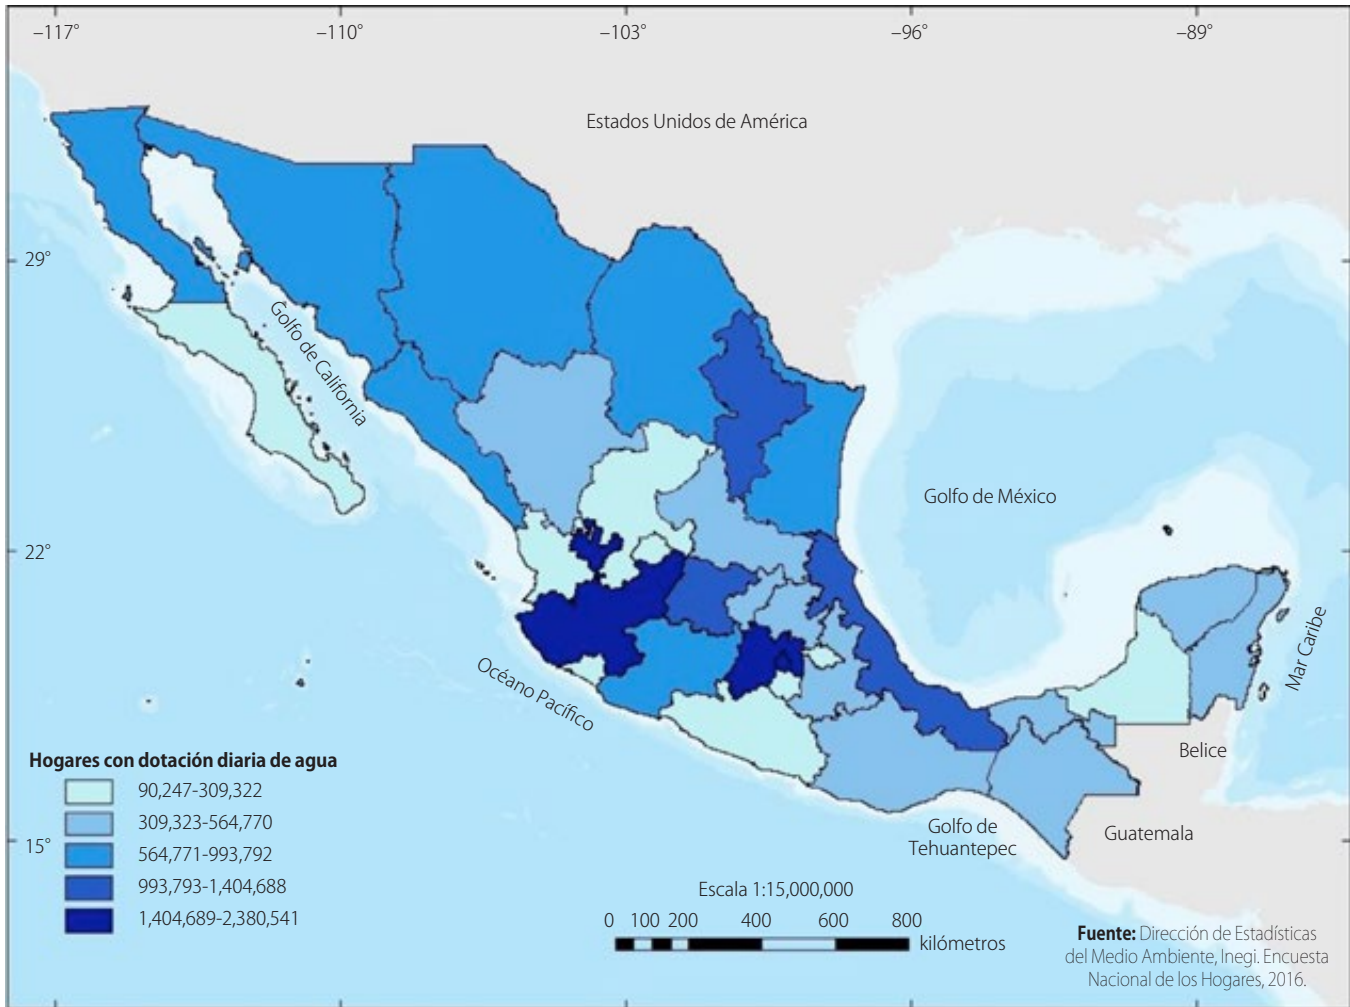 −117°
−110°
−103°
−96°
−89°
Estados Unidos de América
29°
Golfo de California
Golfo de México
22°
Mar Caribe
Océano Pacífico
Hogares con dotación diaria de agua
90,247-309,322
309,323-564,770
564,771-993,792
993,793-1,404,688
1,404,689-2,380,541
Belice
15°
Golfo de
Tehuantepec
Guatemala
Escala 1:15,000,000
0 100 200 400 600 800
kilómetros
Fuente: Dirección de Estadísticas
del Medio Ambiente, Inegi. Encuesta
Nacional de los Hogares, 2016.